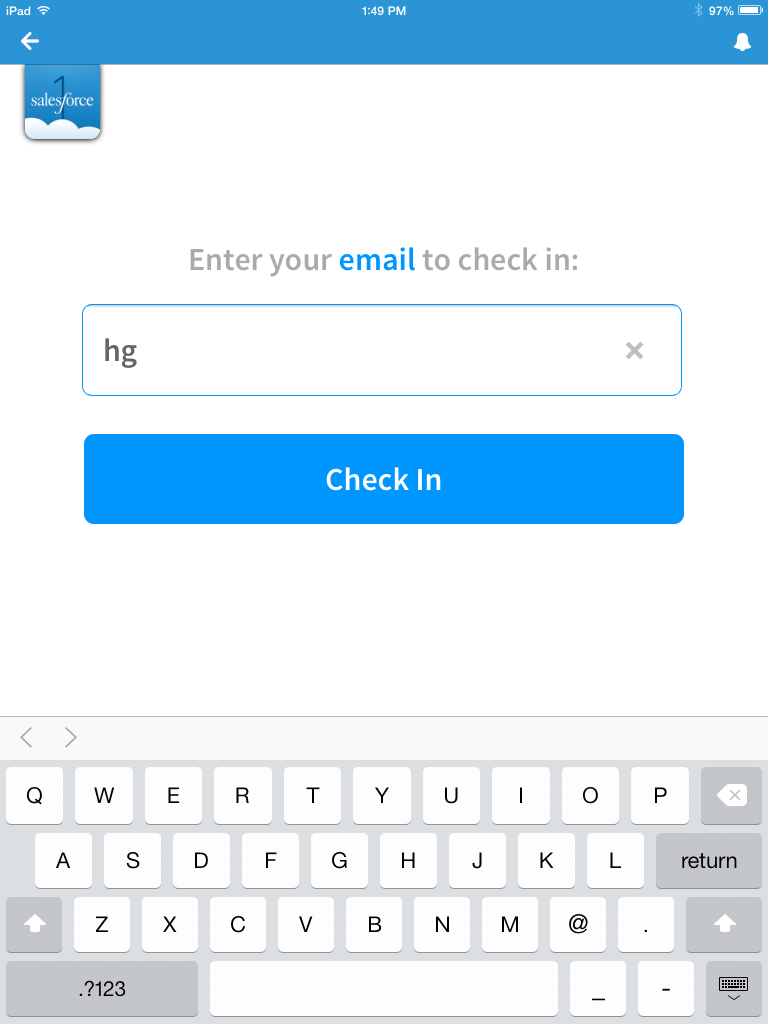 iPad 1:49 PM 97%
1
salesforce
Enter your email to check in:
hg
Check In
Q W E R T Y U I O P
A S D F G H J K L return
Z X C V B N M @ .
.?123 _ -